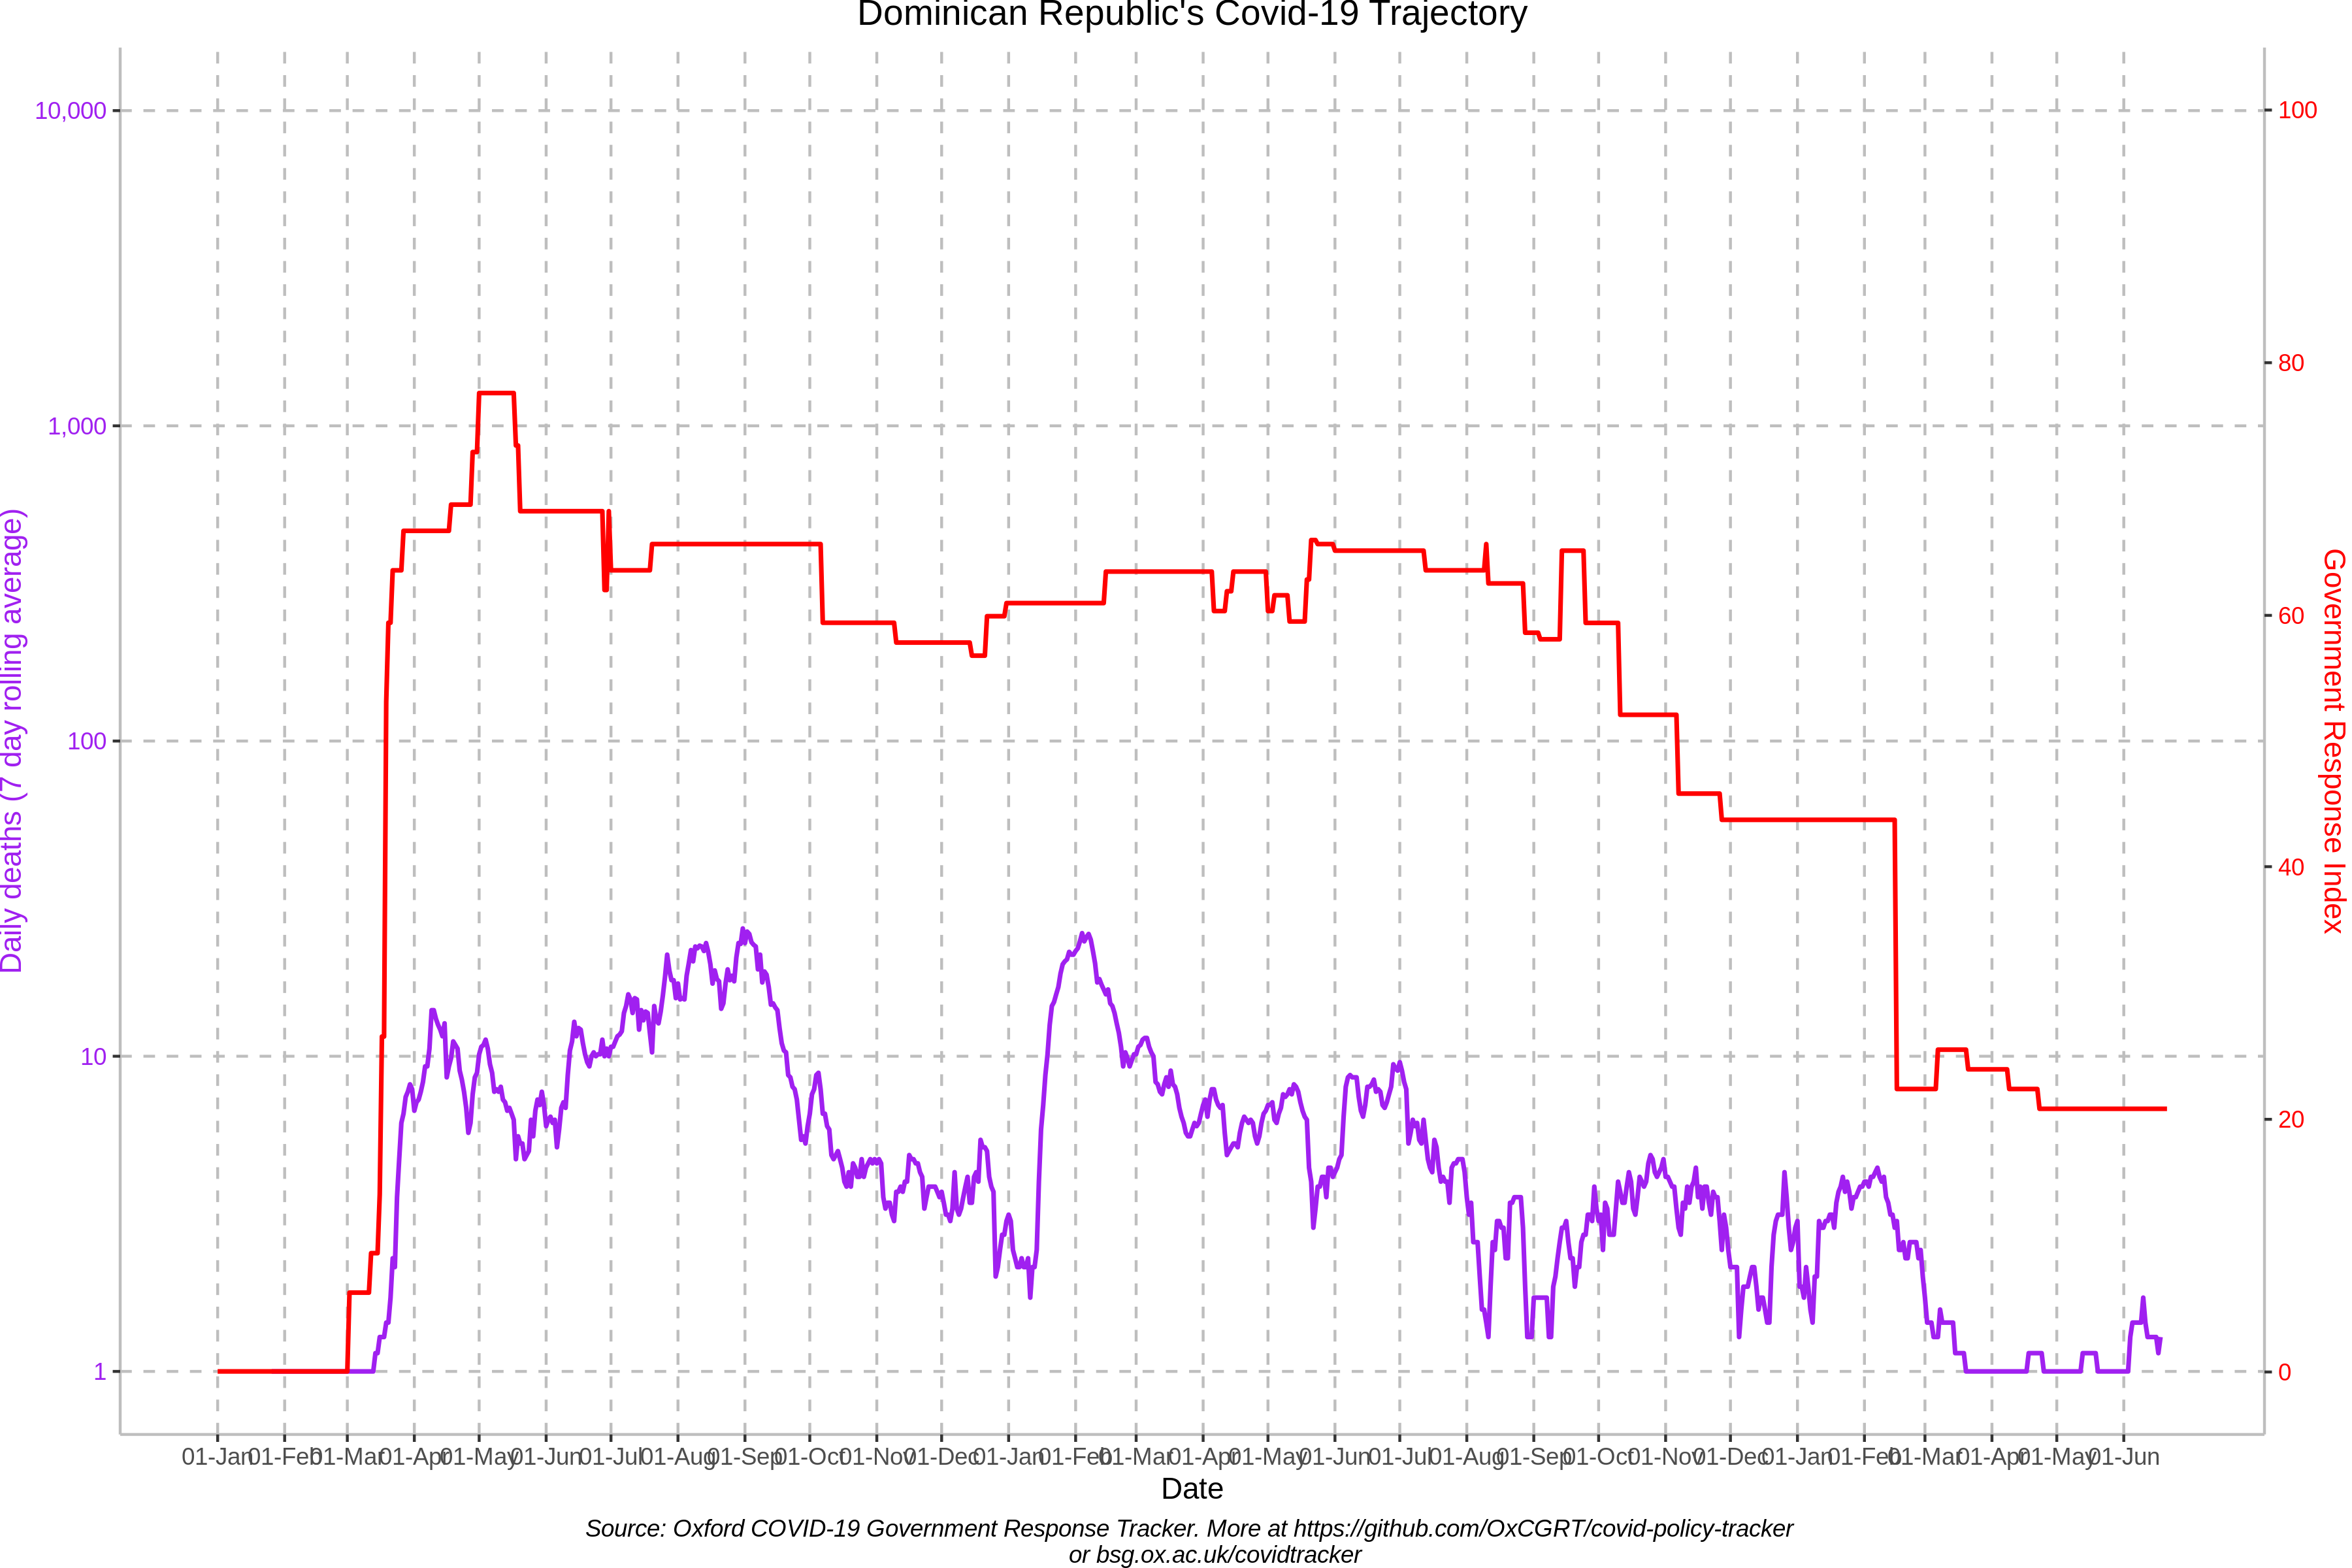 Dominican Republic's Covid-19 Trajectory
Daily deaths (7 day rolling average)
10,000
1,000
100
10
1
100
80
60
40
20
0
Government Response Index
01-Jan 01-Feb 01-Mar 01-Apr 01-May 01-Jun 01-Jul 01-Aug 01-Sep 01-Oct 01-Nov 01-Dec 01-Jan 01-Feb 01-Mar 01-Apr 01-May 01-Jun 01-Jul 01-Aug 01-Sep 01-Oct 01-Nov 01-Dec 01-Jan 01-Feb 01-Mar 01-Apr 01-May 01-Jun
Date
Source: Oxford COVID-19 Government Response Tracker. More at https://github.com/OxCGRT/covid-policy-tracker
or bsg.ox.ac.uk/covidtracker